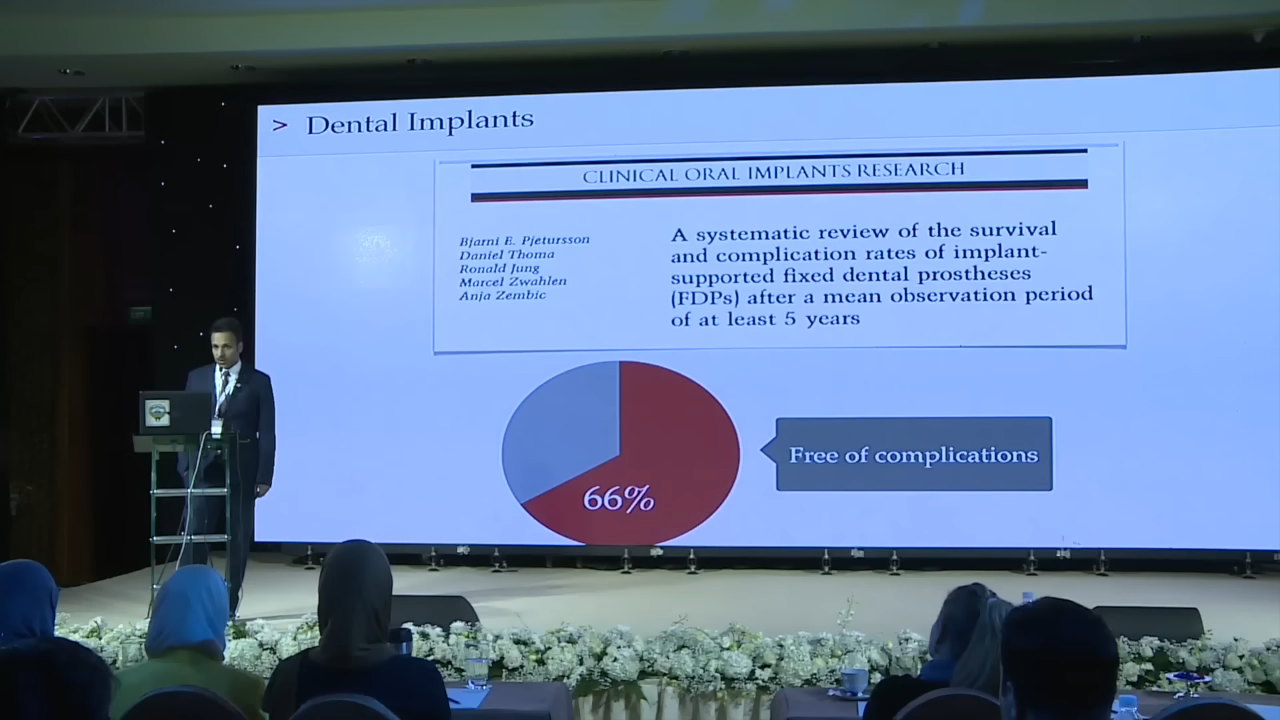 > Dental Implants
CLINICAL ORAL IMPLANTS RESEARCH
Bjarni E. Pjetursson
Daniel Thoma
Ronald Jung
Marcel Zwahlen
Anja Zembic
A systematic review of the survival
and complication rates of implant-
supported fixed dental prostheses
(FDPs) after a mean observation period
of at least 5 years
66%
Free of complications